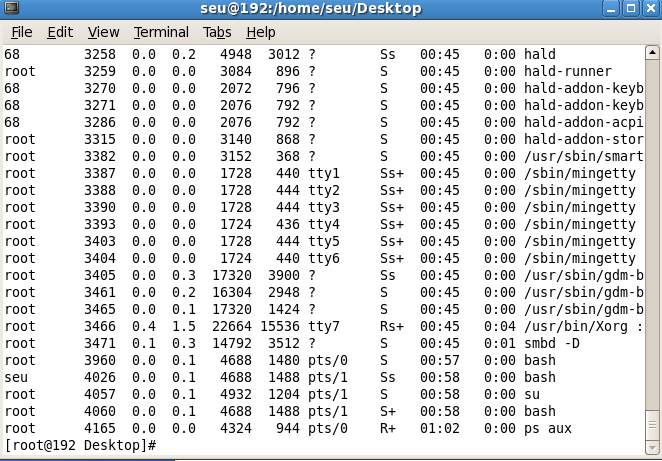 seu@192:/home/seu/Desktop
File Edit View Terminal Tabs Help
68 3258 0.0 0.2 4948 3012 ? Ss 00:45 0:00 hald
root 3259 0.0 0.0 3084 896 ? S 00:45 0:00 hald-runner
68 3270 0.0 0.0 2072 796 ? S 00:45 0:00 hald-addon-keyb
68 3271 0.0 0.0 2076 792 ? S 00:45 0:00 hald-addon-keyb
68 3286 0.0 0.0 2076 792 ? S 00:45 0:00 hald-addon-acpi
root 3315 0.0 0.0 3140 868 ? S 00:45 0:00 hald-addon-stor
root 3382 0.0 0.0 3152 368 ? S 00:45 0:00 /usr/sbin/smart
root 3387 0.0 0.0 1728 440 tty1 Ss+ 00:45 0:00 /sbin/mingetty
root 3388 0.0 0.0 1728 444 tty2 Ss+ 00:45 0:00 /sbin/mingetty
root 3390 0.0 0.0 1728 444 tty3 Ss+ 00:45 0:00 /sbin/mingetty
root 3393 0.0 0.0 1724 436 tty4 Ss+ 00:45 0:00 /sbin/mingetty
root 3403 0.0 0.0 1728 444 tty5 Ss+ 00:45 0:00 /sbin/mingetty
root 3404 0.0 0.0 1724 440 tty6 Ss+ 00:45 0:00 /sbin/mingetty
root 3405 0.0 0.3 17320 3900 ? Ss 00:45 0:00 /usr/sbin/gdm-b
root 3461 0.0 0.2 16304 2948 ? S 00:45 0:00 /usr/sbin/gdm-b
root 3465 0.0 0.1 17320 1424 ? S 00:45 0:00 /usr/sbin/gdm-b
root 3466 0.4 1.5 22664 15536 tty7 Rs+ 00:45 0:04 /usr/bin/Xorg :
root 3471 0.1 0.3 14792 3512 ? S 00:45 0:01 smbd -D
root 3960 0.0 0.1 4688 1480 pts/0 S 00:57 0:00 bash
seu 4026 0.0 0.1 4688 1488 pts/1 Ss 00:58 0:00 bash
root 4057 0.0 0.1 4932 1204 pts/1 S 00:58 0:00 su
root 4060 0.0 0.1 4688 1488 pts/1 S+ 00:58 0:00 bash
root 4165 0.0 0.0 4324 944 pts/0 R+ 01:02 0:00 ps aux
[root@192 Desktop]#